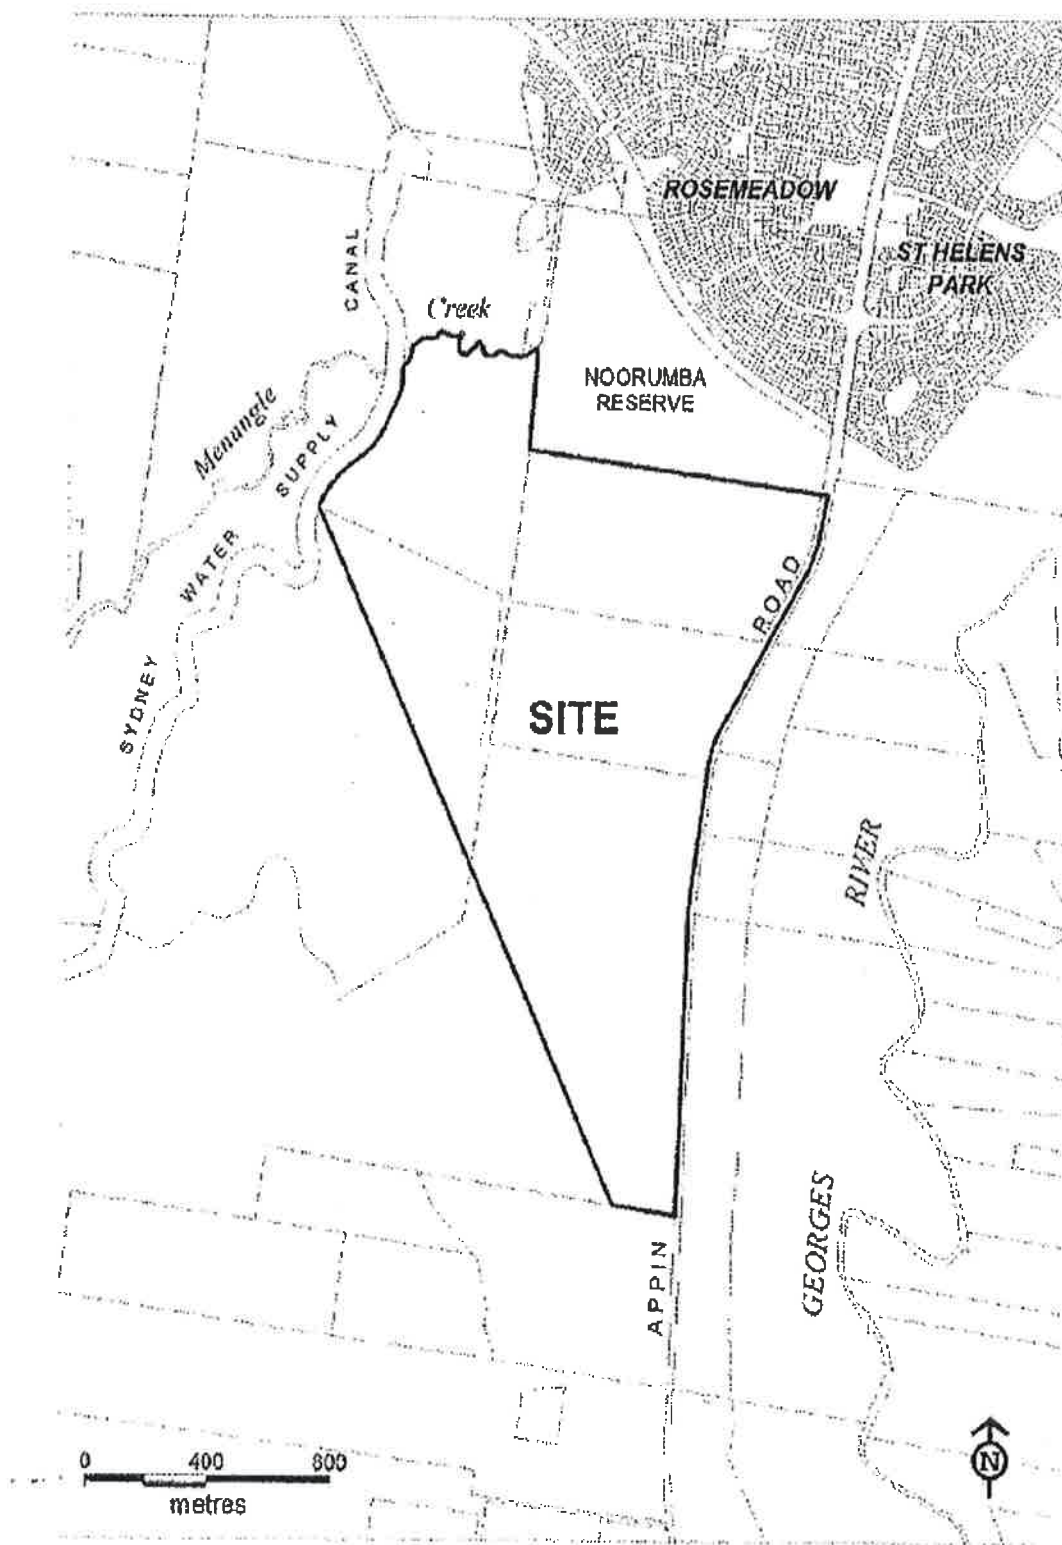 ROSEMEADOW
ST HELENS
PARK
CANAL
Creek
NOORUMBA
RESERVE
Menangle
SUPPLY
WATER
ROAD
SYDNEY
SITE
RIVER
GEORGES
APPIN
0 400 800
metres
N